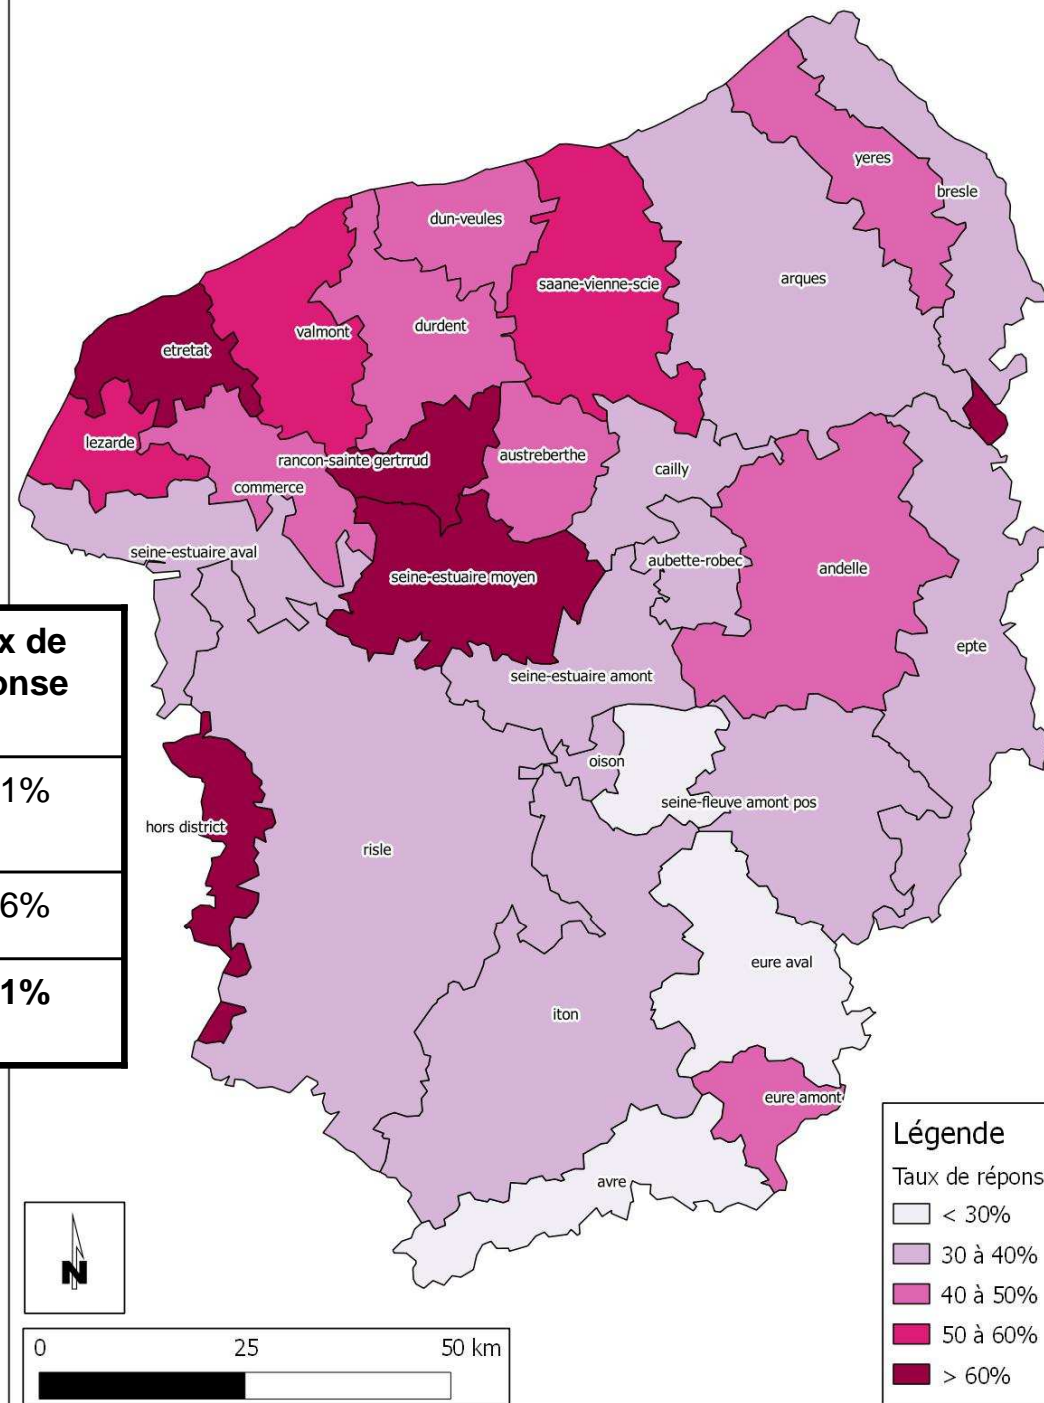 yeres
bresle
dun-veules
arques
saane-vienne-scie
durdent
valmont
etretat
lezarde
austreberthe
rancon-sainte gertrrud
cailly
commerce
seine-estuaire aval
aubette-robec
andelle
seine-estuaire moyen
epte
seine-estuaire amont
x de
onse
oison
1%
seine-fleuve amont pos
hors district
risle
6%
eure aval
1%
iton
eure amont
avre
Légende
Taux de répons
< 30%
30 à 40%
40 à 50%
50 à 60%
> 60%
N
0 25 50 km